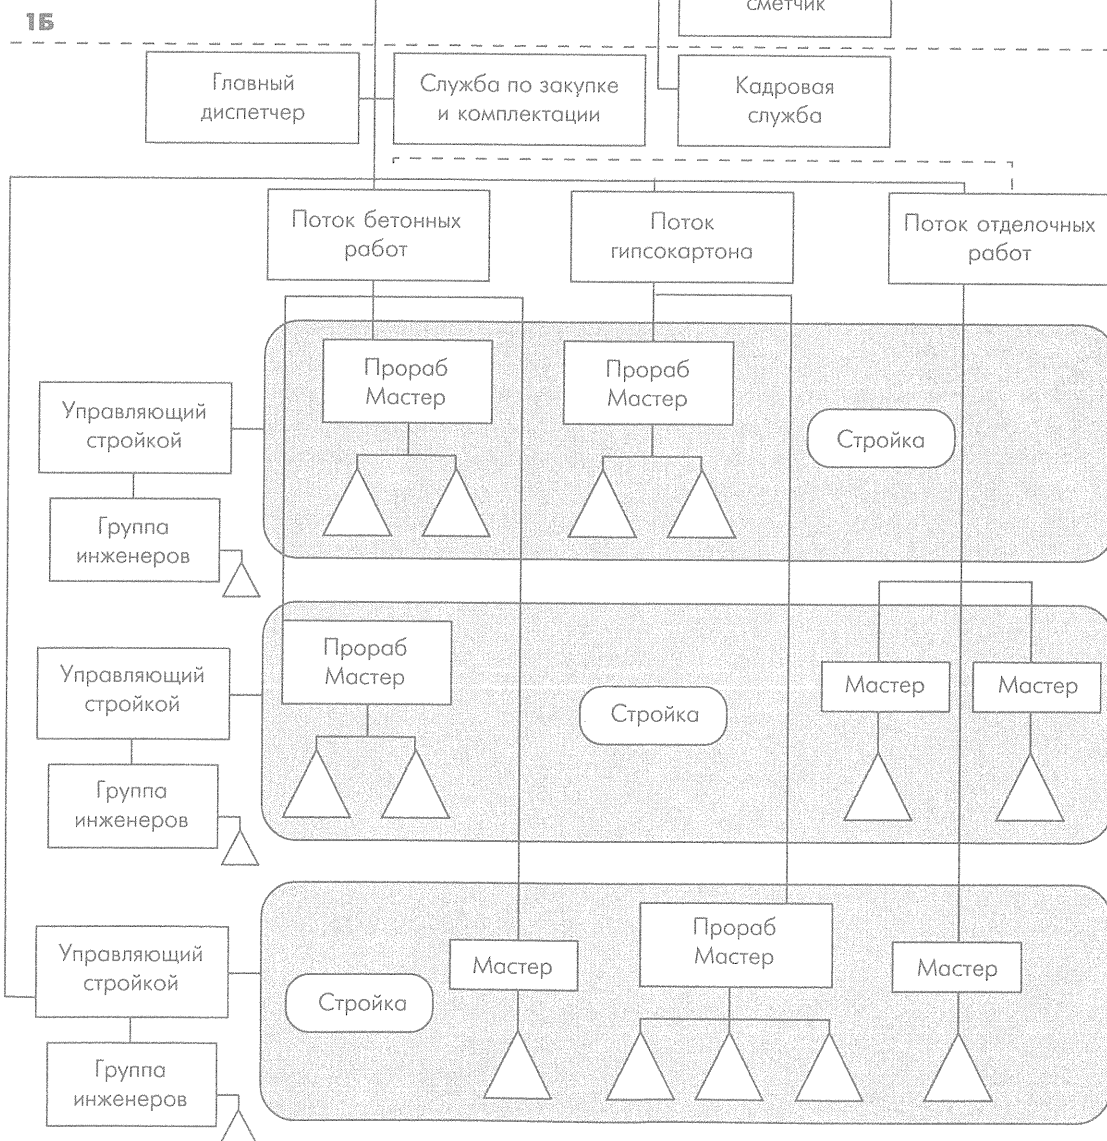 сметчик
1Б
Главный
диспетчер
Служба по закупке
и комплектации
Кадровая
служба
Поток бетонных
работ
Поток
гипсокартона
Поток отделочных
работ
Прораб
Мастер
Прораб
Мастер
Управляющий
стройкой
Стройка
Группа
инженеров
Прораб
Мастер
Управляющий
стройкой
Стройка
Мастер
Мастер
Группа
инженеров
Управляющий
стройкой
Прораб
Мастер
Мастер
Мастер
Стройка
Группа
инженеров